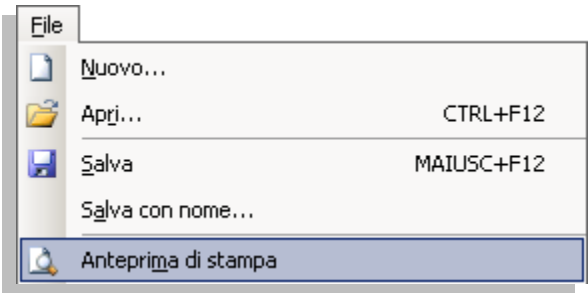 File
Nuovo...
Apri... CTRL+F12
Salva MAIUSC+F12
Salva con nome...
Anteprima di stampa